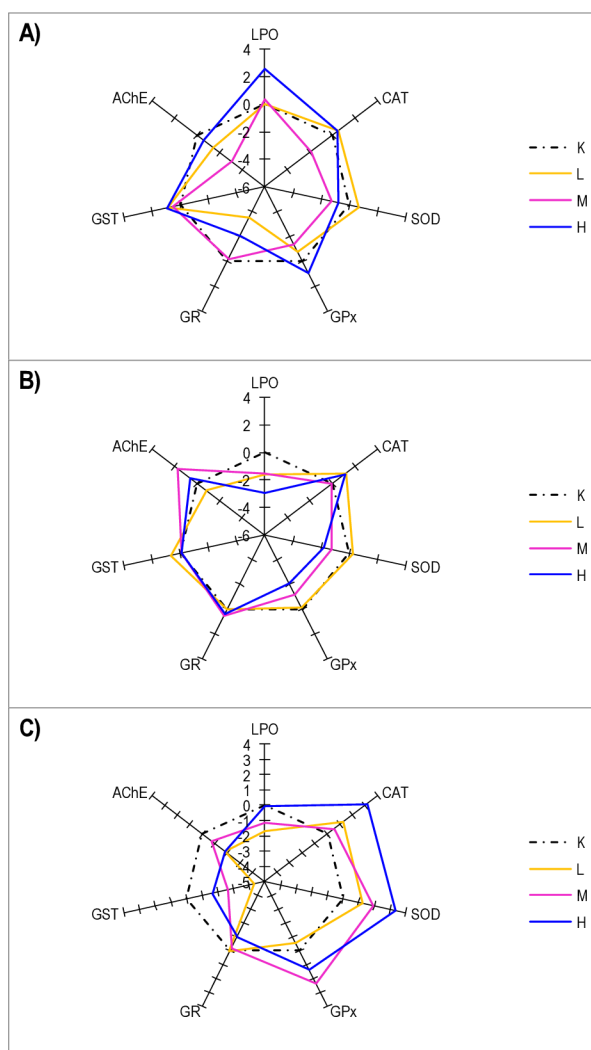 A)
LPO
4
2
0
-2
-4
-6
CAT
SOD
GPx
GR
GST
AChE
K
L
M
H
B)
LPO
4
2
0
-2
-4
-6
CAT
SOD
GPx
GR
GST
AChE
K
L
M
H
C)
LPO
4
3
2
1
0
-1
-2
-3
-4
-5
CAT
SOD
GPx
GR
GST
AChE
K
L
M
H